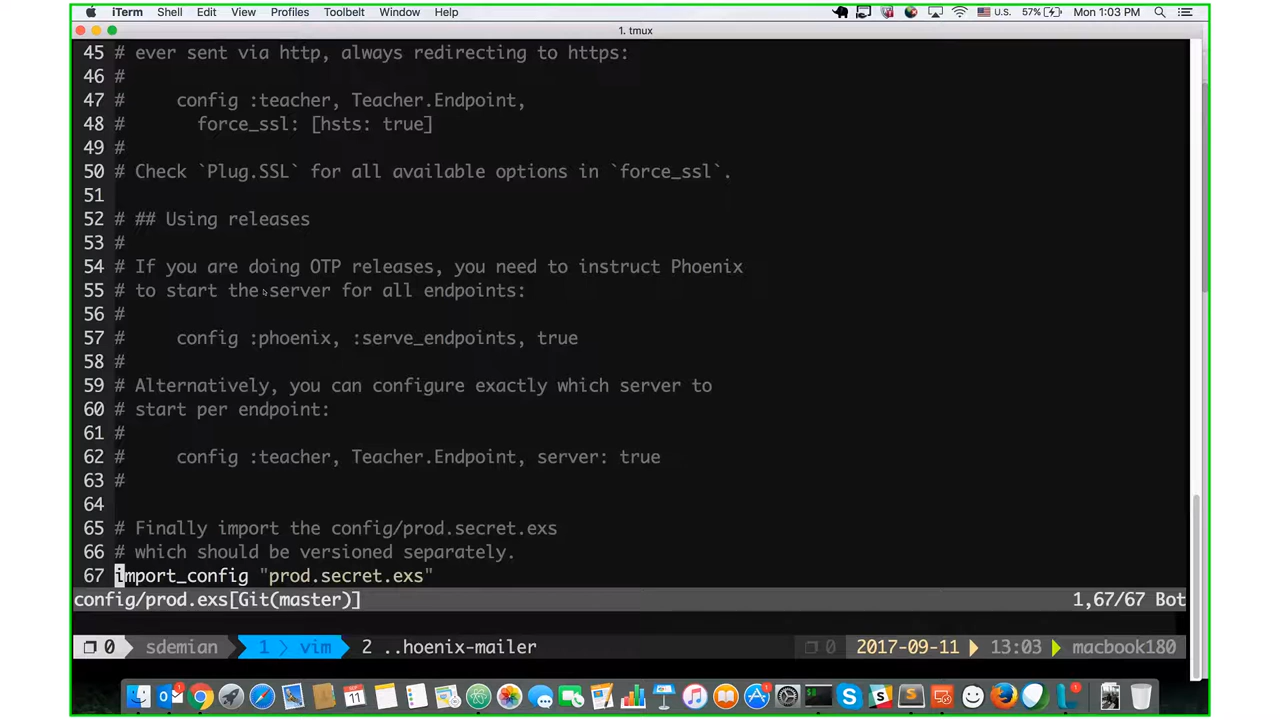 iTerm Shell Edit View Profiles Toolbelt Window Help U.S. 57% Mon 1:03 PM
1. tmux
45 # ever sent via http, always redirecting to https:
46 #
47 #     config :teacher, Teacher.Endpoint,
48 #       force_ssl: [hsts: true]
49 #
50 # Check `Plug.SSL` for all available options in `force_ssl`.
51
52 # ## Using releases
53 #
54 # If you are doing OTP releases, you need to instruct Phoenix
55 # to start the server for all endpoints:
56 #
57 #     config :phoenix, :serve_endpoints, true
58 #
59 # Alternatively, you can configure exactly which server to
60 # start per endpoint:
61 #
62 #     config :teacher, Teacher.Endpoint, server: true
63 #
64
65 # Finally import the config/prod.secret.exs
66 # which should be versioned separately.
67 import_config "prod.secret.exs"
config/prod.exs[Git(master)] 1,67/67 Bot
0 sdemian 1 vim 2 ..hoenix-mailer 0 2017-09-11 13:03 macbook180